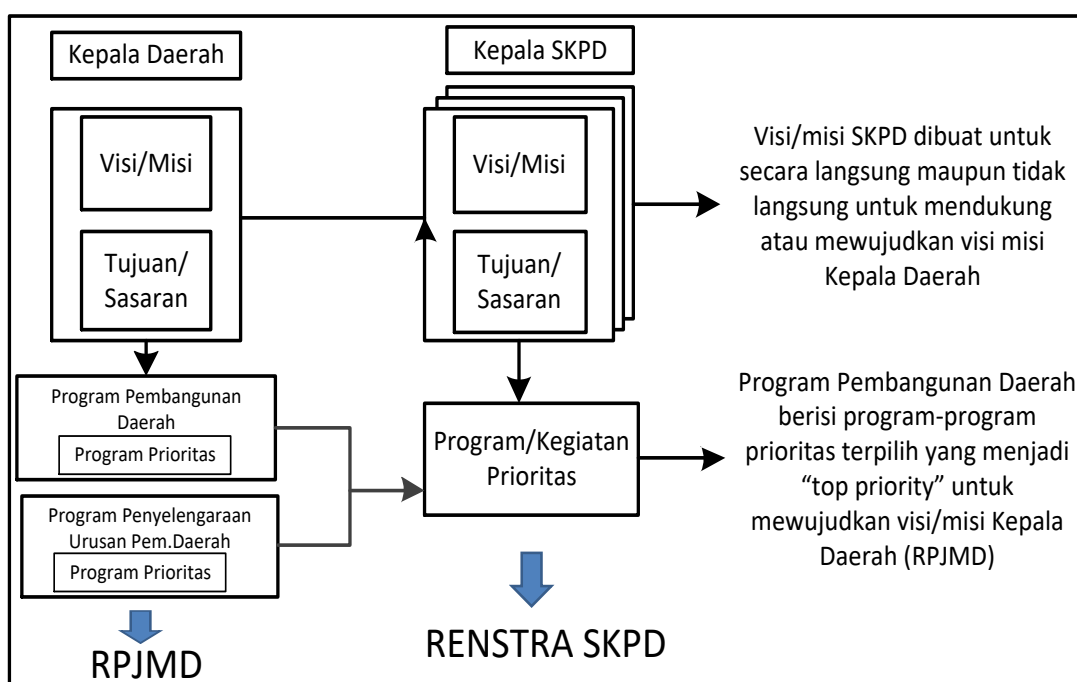 Kepala Daerah
Visi/Misi
Tujuan/
Sasaran
Program Pembangunan
Daerah
Program Prioritas
Program Penyelengaraan
Urusan Pem.Daerah
Program Prioritas
RPJMD
Kepala SKPD
Visi/Misi
Tujuan/
Sasaran
Program/Kegiatan
Prioritas
RENSTRA SKPD
Visi/misi SKPD dibuat untuk
secara langsung maupun tidak
langsung untuk mendukung
atau mewujudkan visi misi
Kepala Daerah
Program Pembangunan Daerah
berisi program-program
prioritas terpilih yang menjadi
“top priority” untuk
mewujudkan visi/misi Kepala
Daerah (RPJMD)